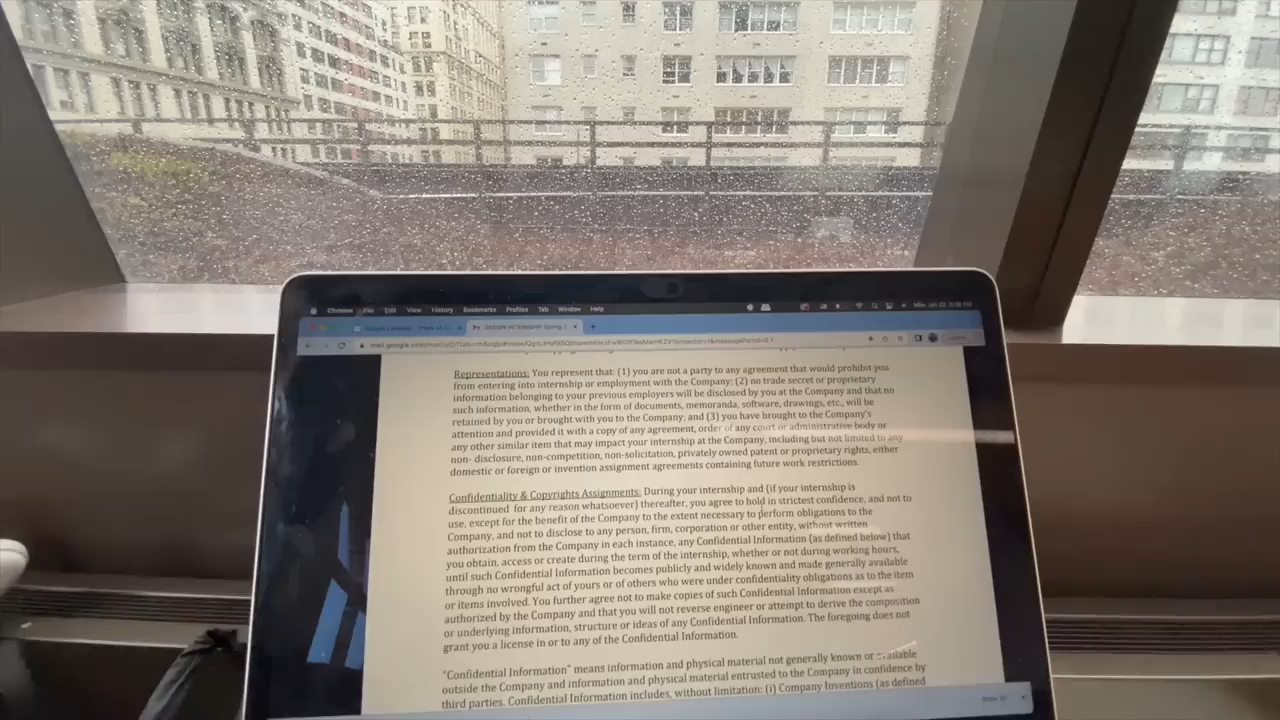 Chrome File Edit View History Bookmarks Profiles Tab Window Help
DESIGN INTERNSHIP Spring
Representations: You represent that: (1) you are not a party to any agreement that would prohibit you
from entering into internship or employment with the Company; (2) no trade secret or proprietary
information belonging to your previous employers will be disclosed by you at the Company and that no
such information, whether in the form of documents, memoranda, software, drawings, etc., will be
retained by you or brought with you to the Company; and (3) you have brought to the Company's
attention and provided it with a copy of any agreement, order of any court or administrative body or
any other similar item that may impact your internship at the Company, including but not limited to any
non- disclosure, non-competition, non-solicitation, privately owned patent or proprietary rights, either
domestic or foreign or invention assignment agreements containing future work restrictions.
Confidentiality & Copyrights Assignments: During your internship and (if your internship is
discontinued for any reason whatsoever) thereafter, you agree to hold in strictest confidence, and not to
use, except for the benefit of the Company to the extent necessary to perform obligations to the
Company, and not to disclose to any person, firm, corporation or other entity, without written
authorization from the Company in each instance, any Confidential Information (as defined below) that
you obtain, access or create during the term of the internship, whether or not during working hours,
until such Confidential Information becomes publicly and widely known and made generally available
through no wrongful act of yours or of others who were under confidentiality obligations as to the item
or items involved. You further agree not to make copies of such Confidential Information except as
authorized by the Company and that you will not reverse engineer or attempt to derive the composition
or underlying information, structure or ideas of any Confidential Information. The foregoing does not
grant you a license in or to any of the Confidential Information.
"Confidential Information" means information and physical material not generally known or available
outside the Company and information and physical material entrusted to the Company in confidence by
third parties. Confidential Information includes, without limitation: (i) Company Inventions (as defined